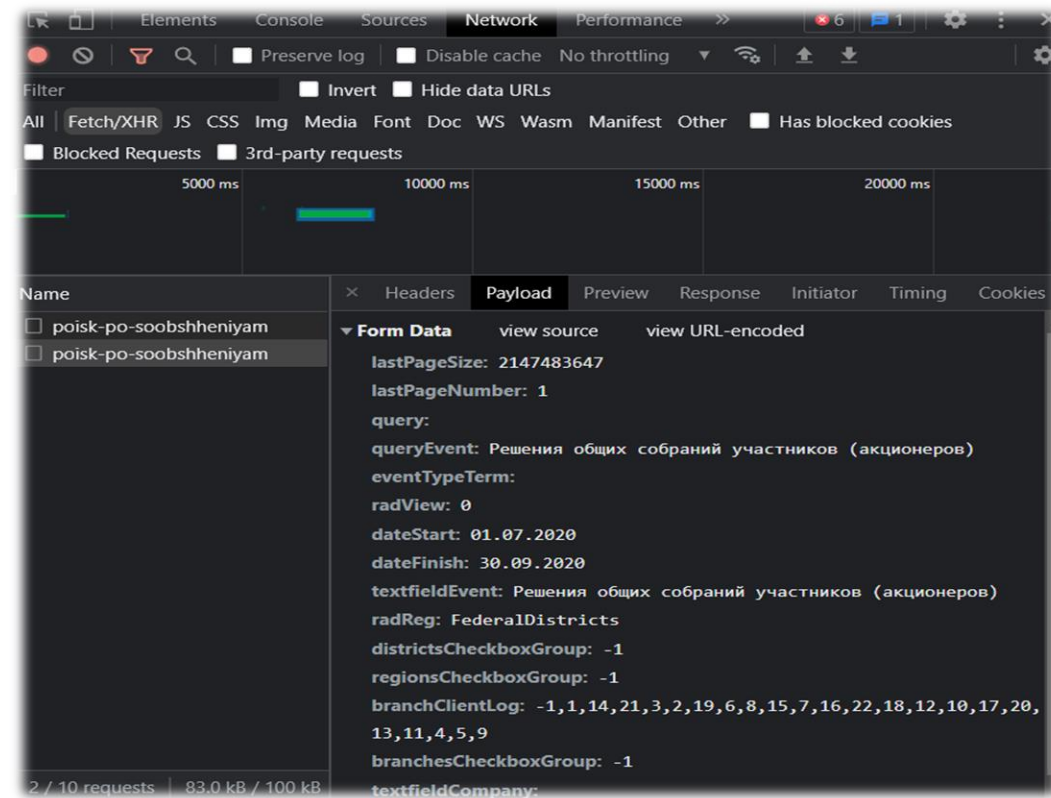 Elements Console Sources Network Performance » 6 1
Preserve log Disable cache No throttling
Filter Invert Hide data URLs
All Fetch/XHR JS CSS Img Media Font Doc WS Wasm Manifest Other Has blocked cookies
Blocked Requests 3rd-party requests
5000 ms 10000 ms 15000 ms 20000 ms
Name × Headers Payload Preview Response Initiator Timing Cookies
poisk-po-soobshheniyam
poisk-po-soobshheniyam
Form Data view source view URL-encoded
lastPageSize: 2147483647
lastPageNumber: 1
query:
queryEvent: Решения общих собраний участников (акционеров)
eventTypeTerm:
radView: 0
dateStart: 01.07.2020
dateFinish: 30.09.2020
textfieldEvent: Решения общих собраний участников (акционеров)
radReg: FederalDistricts
districtsCheckboxGroup: -1
regionsCheckboxGroup: -1
branchClientLog: -1,1,14,21,3,2,19,6,8,15,7,16,22,18,12,10,17,20,
13,11,4,5,9
branchesCheckboxGroup: -1
textfieldCompany:
2 / 10 requests 83.0 kB / 100 kB